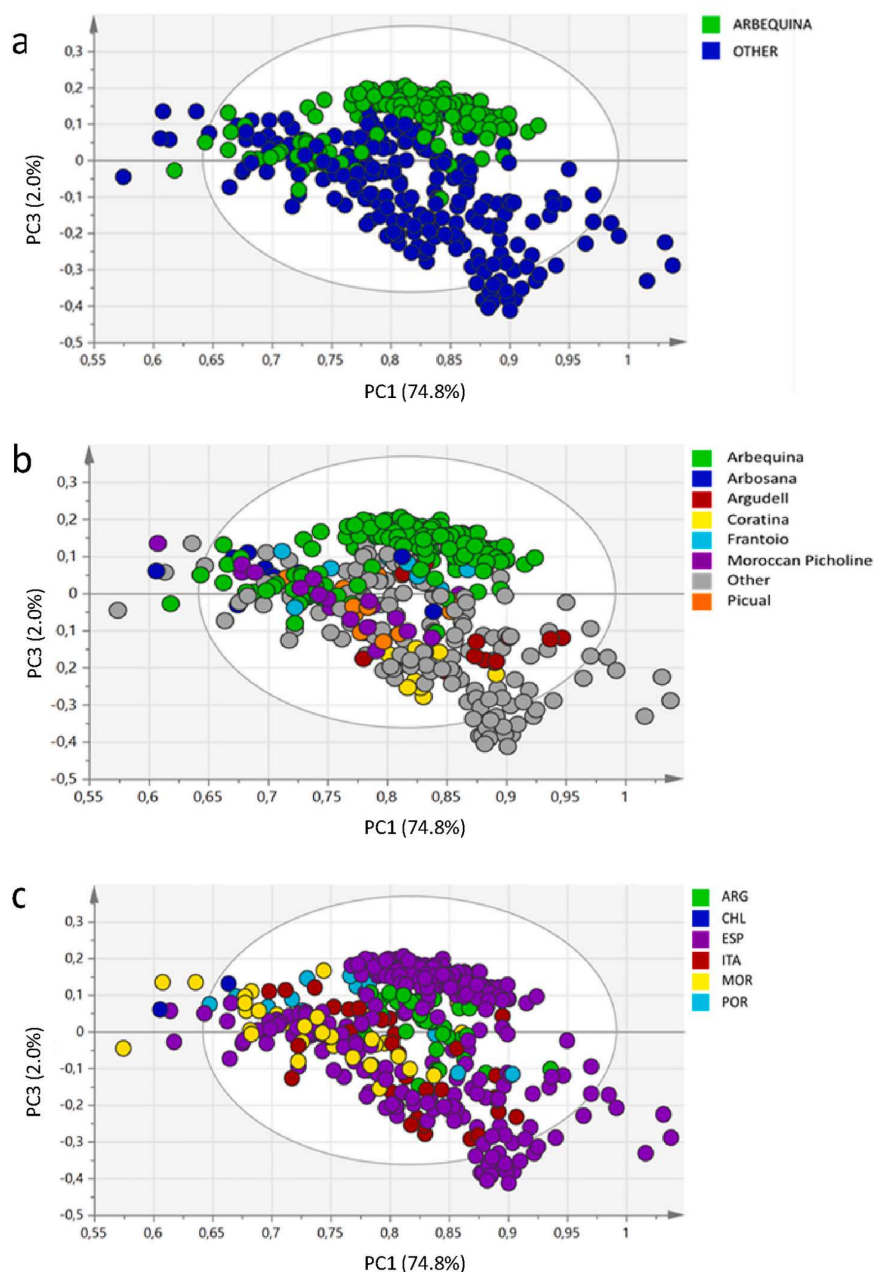 a
ARBEQUINA
OTHER
PC3 (2.0%)
0,3
0,2
0,1
0
-0,1
-0,2
-0,3
-0,4
-0,5
0,55 0,6 0,65 0,7 0,75 0,8 0,85 0,9 0,95 1
PC1 (74.8%)
b
Arbequina
Arbosana
Argudell
Coratina
Frantoio
Moroccan Picholine
Other
Picual
PC3 (2.0%)
0,3
0,2
0,1
0
0,1
0,2
-0,3
-0,4
-0,5
0,55 0,6 0,65 0,7 0,75 0,8 0,85 0,9 0,95 1
PC1 (74.8%)
c
ARG
CHL
ESP
ITA
MOR
POR
PC3 (2.0%)
0,3
0,2
0,1
0
-0,1
-0,2
-0,3
-0,4
-0,5
0,55 0,6 0,65 0,7 0,75 0,8 0,85 0,9 0,95 1
PC1 (74.8%)